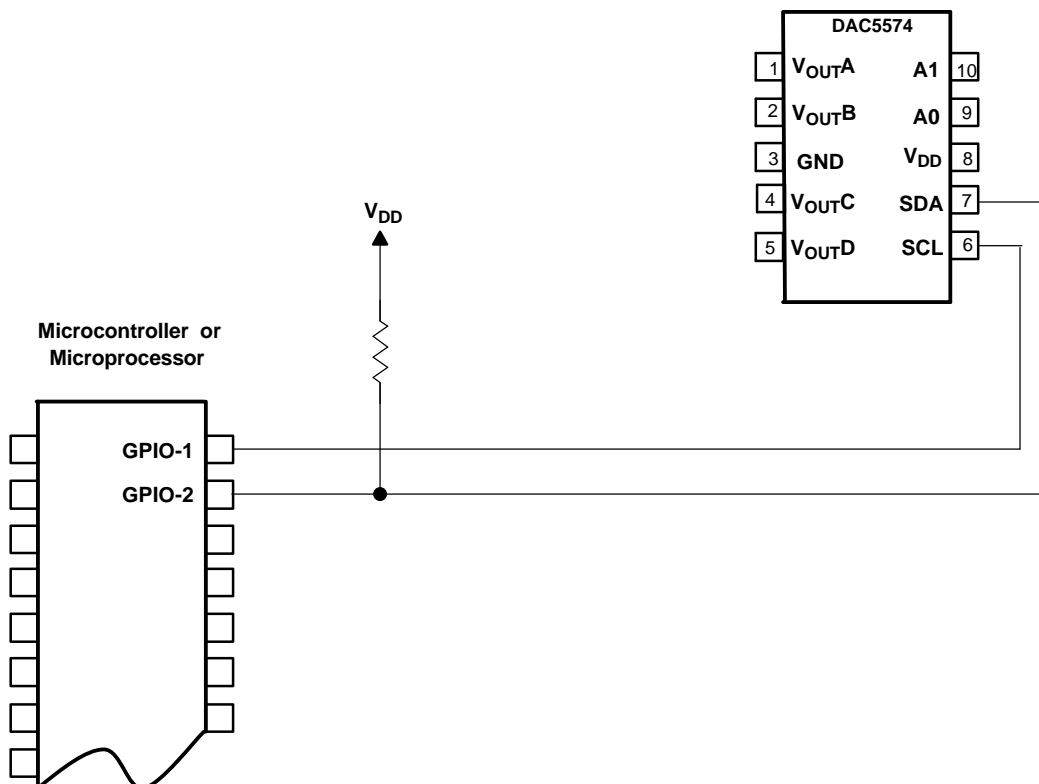 DAC5574
1 VOUTA A1 10
2 VOUTB A0 9
3 GND VDD 8
4 VOUTC SDA 7
5 VOUTD SCL 6
VDD
Microcontroller or
Microprocessor
GPIO-1
GPIO-2